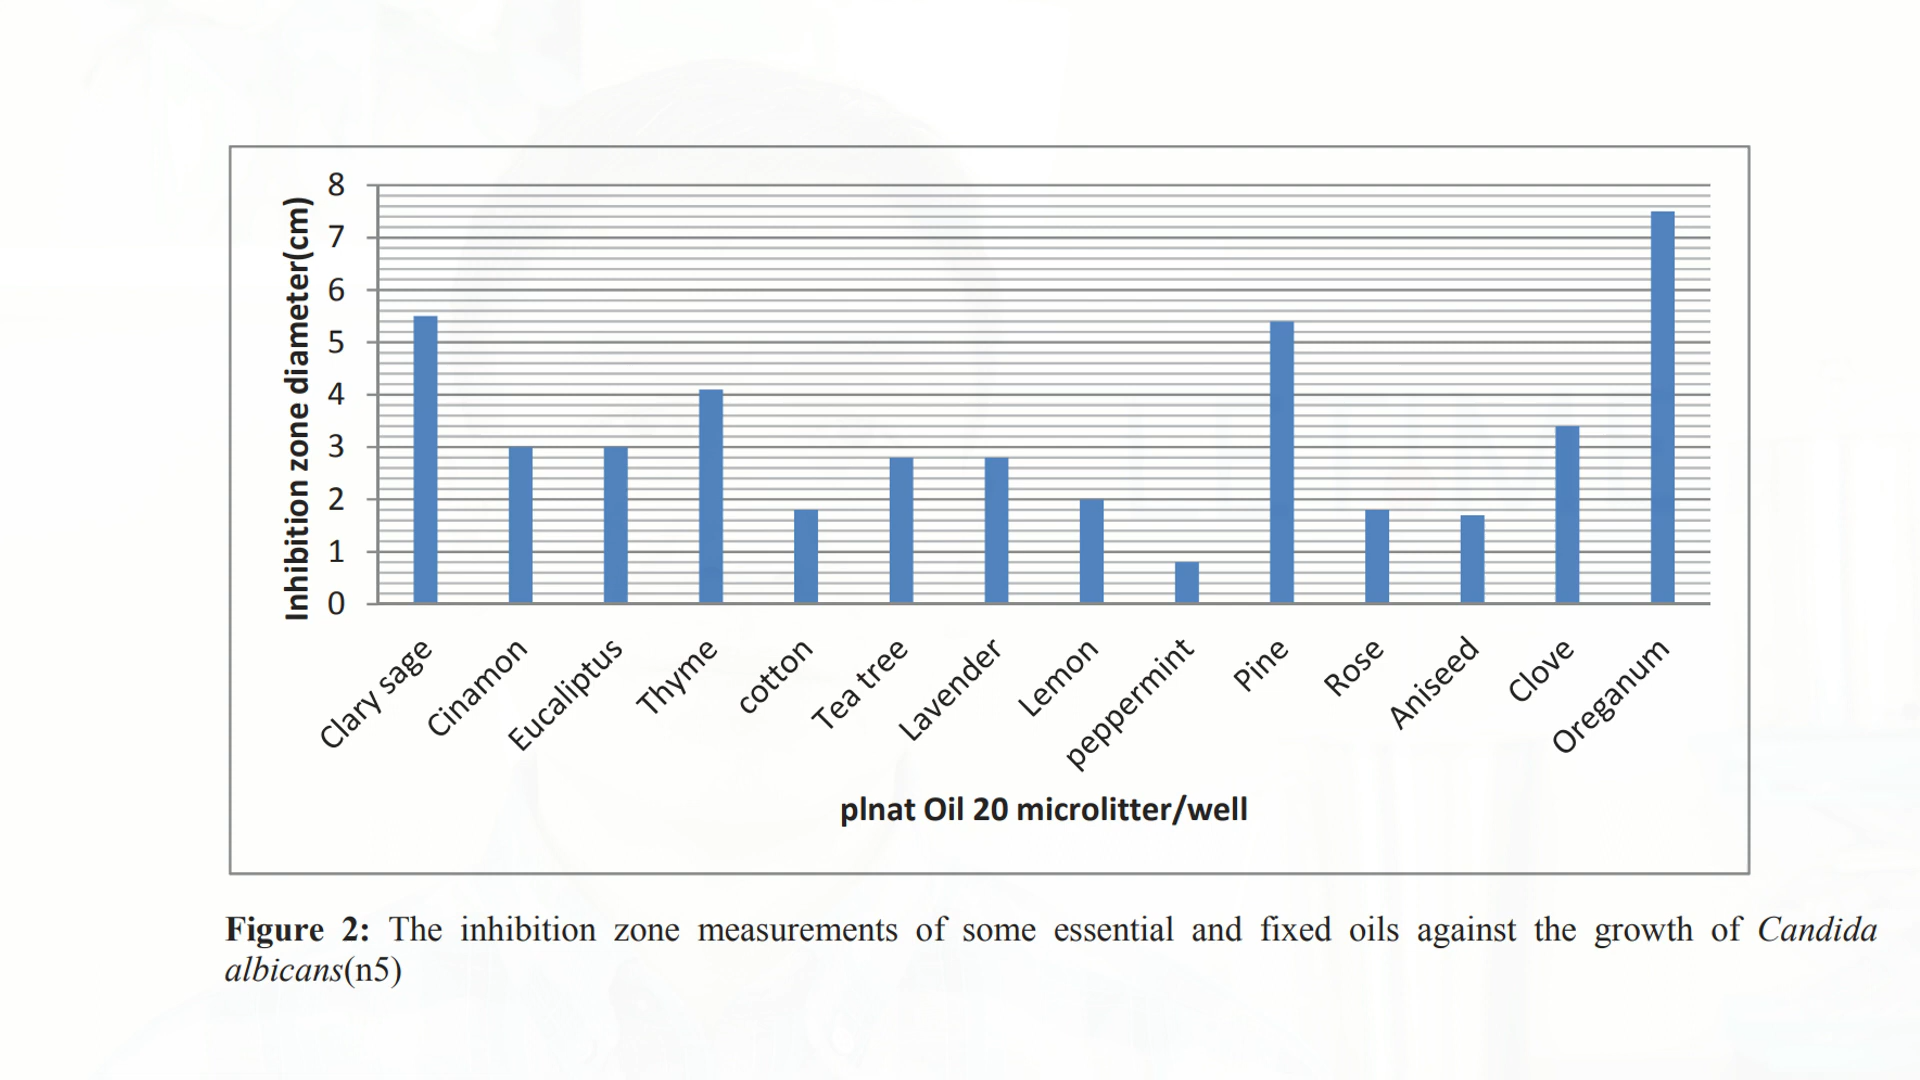 Inhibition zone diameter(cm)
8
7
6
5
4
3
2
1
0
Clary sage
Cinamon
Eucaliptus
Thyme
cotton
Tea tree
Lavender
Lemon
peppermint
Pine
Rose
Aniseed
Clove
Oreganum
plnat Oil 20 microlitter/well
Figure 2: The inhibition zone measurements of some essential and fixed oils against the growth of Candida
albicans(n5)